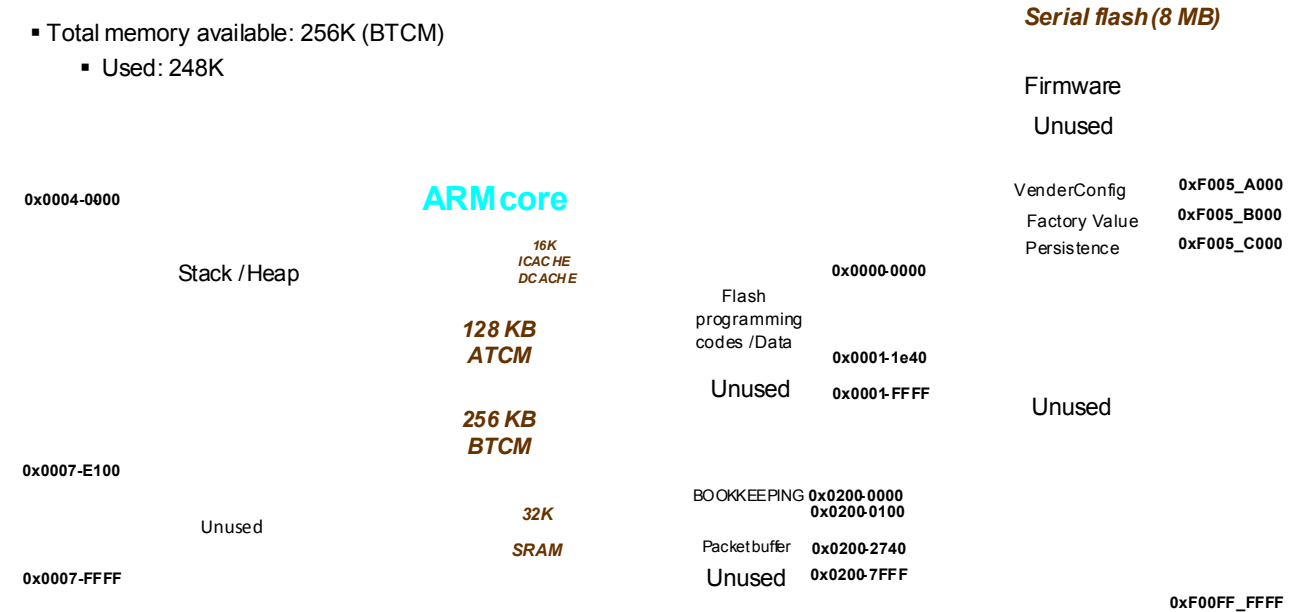 ▪ Total memory available: 256K (BTCM)
▪ Used: 248K
0x0004-0000
Stack / Heap
0x0007-E100
Unused
0x0007-FFFF
ARM core
16K
ICACHE
DCACHE
128 KB
ATCM
256 KB
BTCM
32K
SRAM
0x0000-0000
Flash
programming
codes /Data
0x0001-1e40
Unused
0x0001-FFFF
BOOKKEEPING 0x0200-0000
0x0200-0100
Packet buffer 0x0200-2740
Unused 0x0200-7FFF
Serial flash (8 MB)
Firmware
Unused
VenderConfig 0xF005_A000
Factory Value 0xF005_B000
Persistence 0xF005_C000
Unused
0xF00FF_FFFF